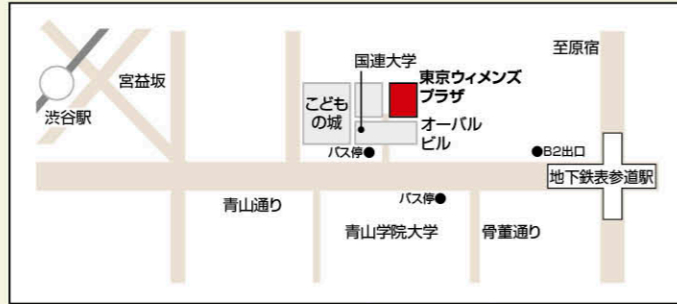 国連大学
至原宿
宮益坂
東京ウィメンズ
プラザ
こども
の城
渋谷駅
オーバル
ビル
バス停●
●B2出口
地下鉄表参道駅
バス停●
青山通り
青山学院大学
骨董通り